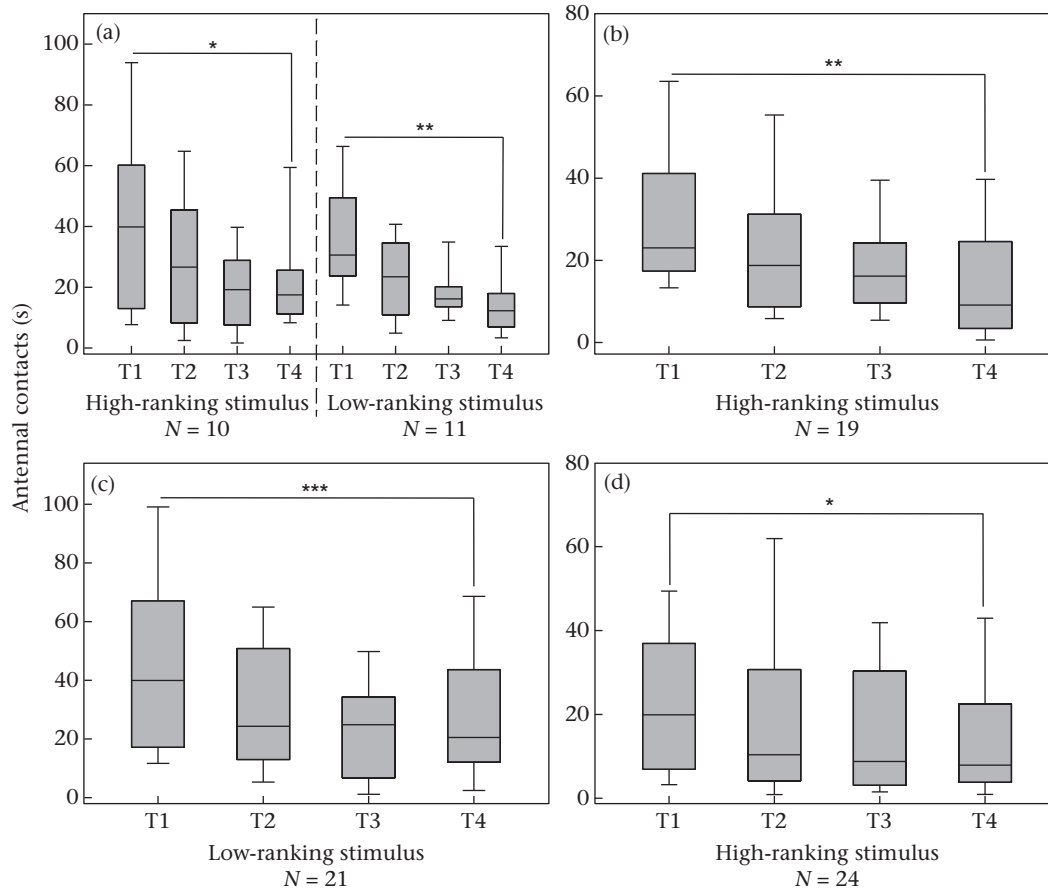 (a)
100
80
60
40
20
0
*
**
T1 T2 T3 T4 T1 T2 T3 T4
High-ranking stimulus Low-ranking stimulus
N = 10 N = 11
(b)
80
60
40
20
0
**
T1 T2 T3 T4
High-ranking stimulus
N = 19
Antennal contacts (s)
(c)
100
80
60
40
20
0
***
T1 T2 T3 T4
Low-ranking stimulus
N = 21
(d)
80
60
40
20
0
*
T1 T2 T3 T4
High-ranking stimulus
N = 24